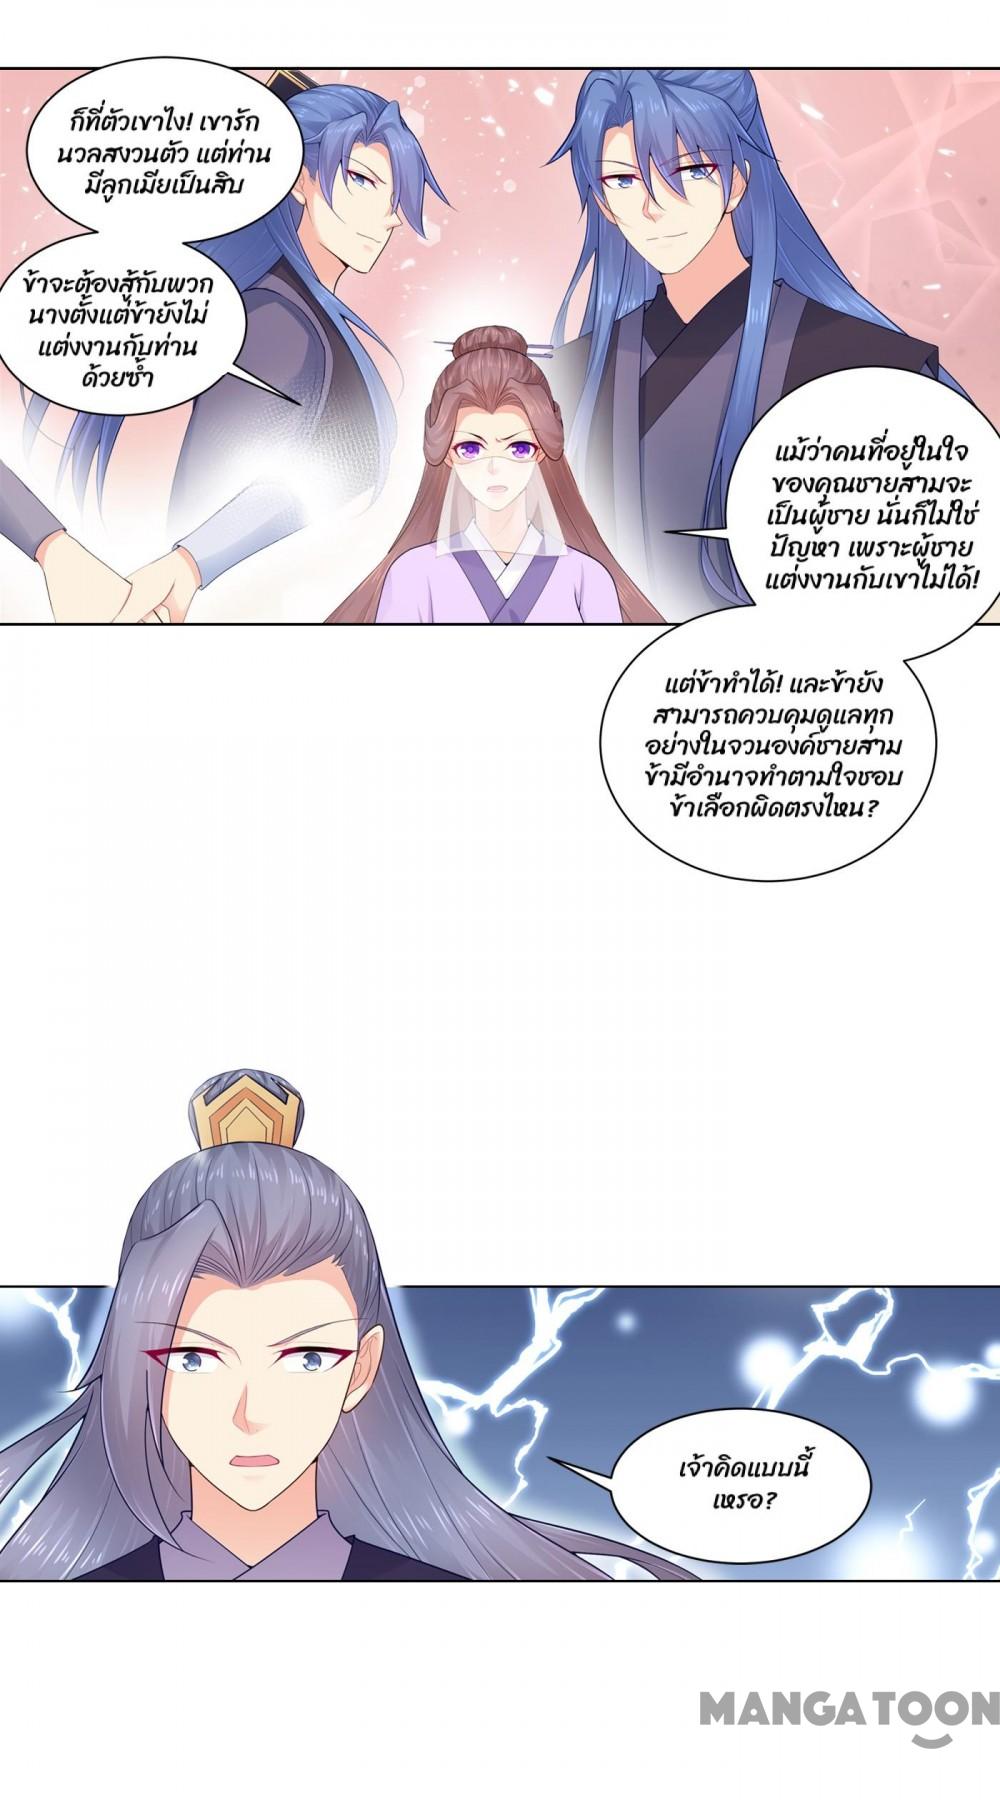 ก็ที่ตัวเขาไง! เขารัก
นวลสงวนตัว แต่ท่าน
มีลูกเมียเป็นสิบ
ข้าจะต้องสู้กับพวก
นางตั้งแต่ข้ายังไม่
แต่งงานกับท่าน
ด้วยซ้ำ
แม้ว่าคนที่อยู่ในใจ
ของคุณชายสามจะ
เป็นผู้ชาย นั่นก็ไม่ใช่
ปัญหา เพราะผู้ชาย
แต่งงานกับเขาไม่ได้!
แต่ข้าทำได้! และข้ายัง
สามารถควบคุมดูแลทุก
อย่างในจวนองค์ชายสาม
ข้ามีอำนาจทำตามใจชอบ
ข้าเลือกผิดตรงไหน?
เจ้าคิดแบบนี้
เหรอ?
MANGATOON